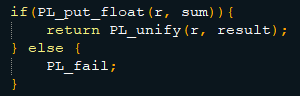 if(PL_put_float(r, sum)){
    return PL_unify(r, result);
} else {
    PL_fail;
}